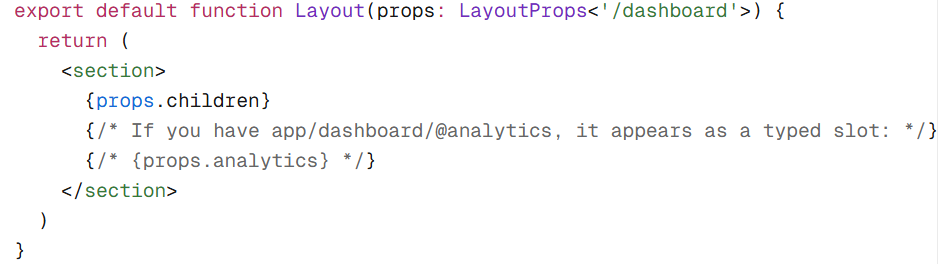 export default function Layout(props: LayoutProps<'/dashboard'>) {
  return (
    <section>
      {props.children}
      {/* If you have app/dashboard/@analytics, it appears as a typed slot: */}
      {/* {props.analytics} */}
    </section>
  )
}